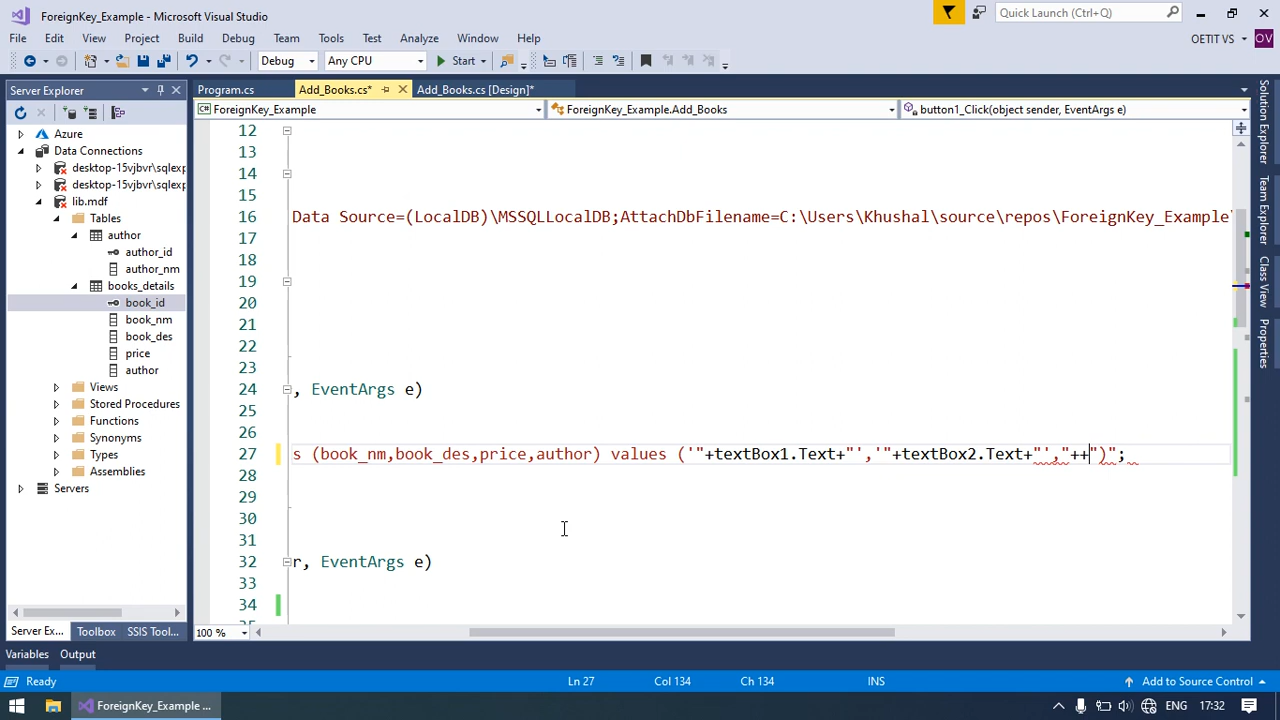 ForeignKey_Example - Microsoft Visual Studio
Quick Launch (Ctrl+Q)
File Edit View Project Build Debug Team Tools Test Analyze Window Help
OETIT VS OV
Debug Any CPU Start
Server Explorer
Program.cs Add_Books.cs* Add_Books.cs [Design]*
ForeignKey_Example ForeignKey_Example.Add_Books button1_Click(object sender, EventArgs e)
Azure
Data Connections
desktop-15vjbvr\sqlexp
desktop-15vjbvr\sqlexp
lib.mdf
Tables
author
author_id
author_nm
books_details
book_id
book_nm
book_des
price
author
Views
Stored Procedures
Functions
Synonyms
Types
Assemblies
Servers
12
13
14
15
16 Data Source=(LocalDB)\MSSQLLocalDB;AttachDbFilename=C:\Users\Khushal\source\repos\ForeignKey_Example
17
18
19
20
21
22
23
24 , EventArgs e)
25
26
27 s (book_nm,book_des,price,author) values ('"+textBox1.Text+"','"+textBox2.Text+"',"++")";
28
29
30
31
32 r, EventArgs e)
33
34
35
Solution Explorer
Team Explorer
Class View
Properties
100 %
Server Ex... Toolbox SSIS Tool...
Variables Output
Ready Ln 27 Col 134 Ch 134 INS Add to Source Control
ForeignKey_Example ... ENG 17:32